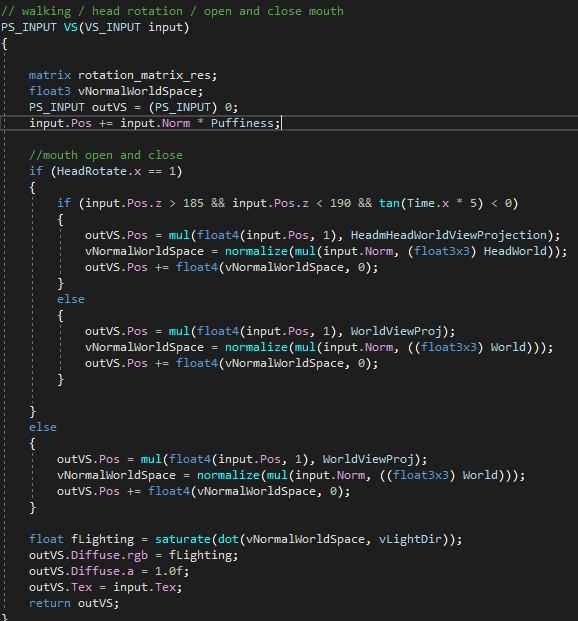 // walking / head rotation / open and close mouth
PS_INPUT VS(VS_INPUT input)
{
matrix rotation_matrix_res;
float3 vNormalWorldSpace;
PS_INPUT outVS = (PS_INPUT) 0;
input.Pos += input.Norm * Puffiness;
//mouth open and close
if (HeadRotate.x == 1)
{
if (input.Pos.z > 185 && input.Pos.z < 190 && tan(Time.x * 5) < 0)
{
outVS.Pos = mul(float4(input.Pos, 1), HeadmHeadWorldViewProjection);
vNormalWorldSpace = normalize(mul(input.Norm, (float3x3) HeadWorld));
outVS.Pos += float4(vNormalWorldSpace, 0);
}
else
{
outVS.Pos = mul(float4(input.Pos, 1), WorldViewProj);
vNormalWorldSpace = normalize(mul(input.Norm, ((float3x3) World)));
outVS.Pos += float4(vNormalWorldSpace, 0);
}
}
else
{
outVS.Pos = mul(float4(input.Pos, 1), WorldViewProj);
vNormalWorldSpace = normalize(mul(input.Norm, ((float3x3) World)));
outVS.Pos += float4(vNormalWorldSpace, 0);
}
float fLighting = saturate(dot(vNormalWorldSpace, vLightDir));
outVS.Diffuse.rgb = fLighting;
outVS.Diffuse.a = 1.0f;
outVS.Tex = input.Tex;
return outVS;
}